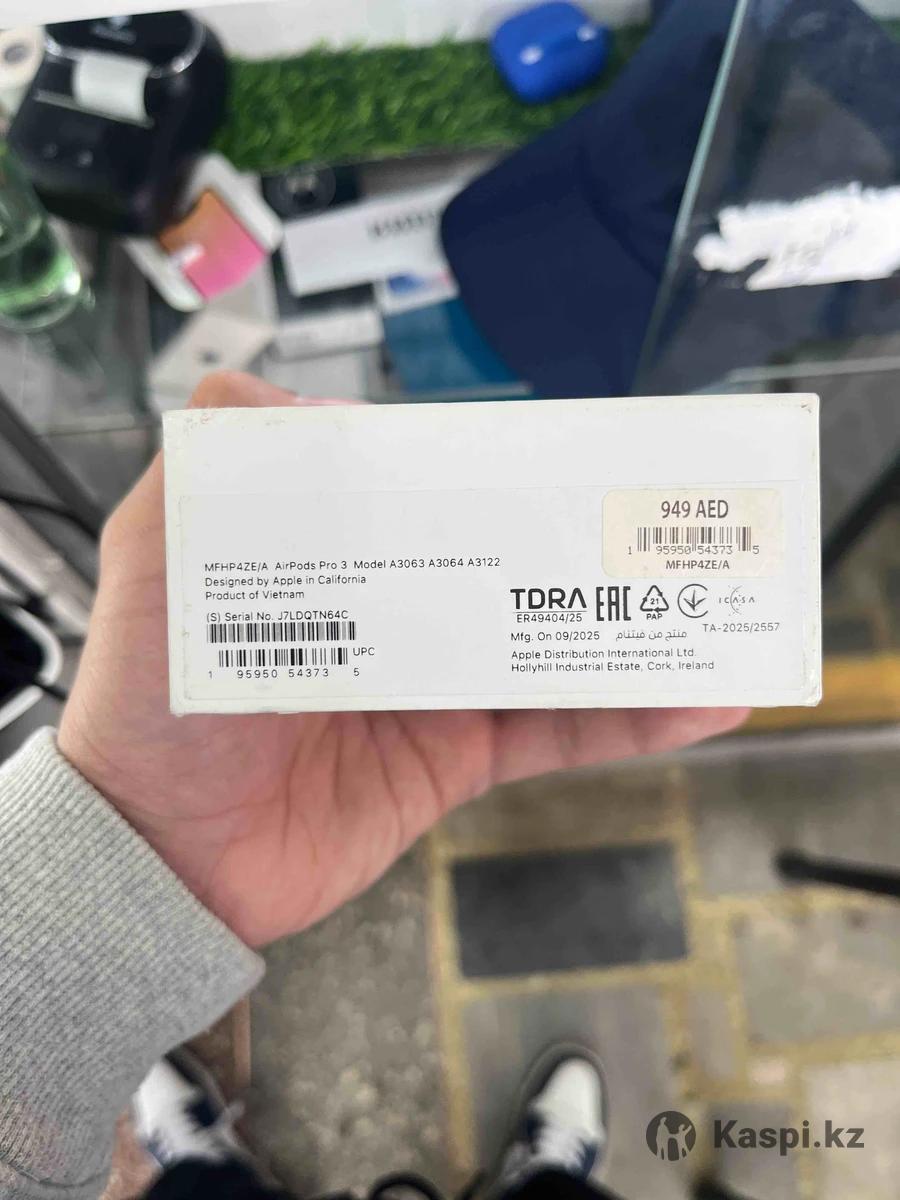 949 AED
1 95950 54373 5
MFHP4ZE/A
MFHP4ZE/A AirPods Pro 3 Model A3063 A3064 A3122
Designed by Apple in California
Product of Vietnam
(S) Serial No. J7LDQTN64C
UPC
1 95950 54373 5
TDRA
ER49404/25
EAC
21
PAP
ICASA
TA-2025/2557
Mfg. On 09/2025 منتج من فيتنام
Apple Distribution International Ltd.
Hollyhill Industrial Estate, Cork, Ireland
Kaspi.kz